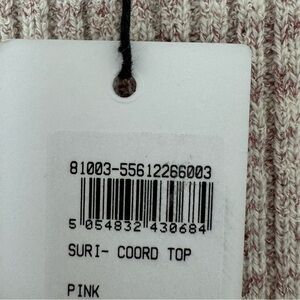 81003-55612266003
5 054832 430684
SURI- COORD TOP
PINK